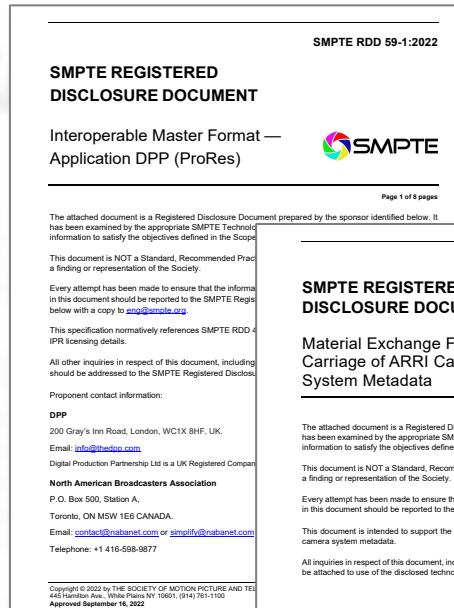 SMPTE RDD 59-1:2022
SMPTE REGISTERED
DISCLOSURE DOCUMENT
Interoperable Master Format —
Application DPP (ProRes)
SMPTE
Page 1 of 8 pages
The attached document is a Registered Disclosure Document prepared by the sponsor identified below. It
has been examined by the appropriate SMPTE Technolo
information to satisfy the objectives defined in the Scope
This document is NOT a Standard, Recommended Prac
a finding or representation of the Society.
Every attempt has been made to ensure that the informa
in this document should be reported to the SMPTE Regis
below with a copy to eng@smpte.org.
This specification normatively references SMPTE RDD 4
IPR licensing details.
All other inquiries in respect of this document, including
should be addressed to the SMPTE Registered Disclosu
Proponent contact information:
DPP
200 Gray's Inn Road, London, WC1X 8HF, UK.
Email: info@thedpp.com
Digital Production Partnership Ltd is a UK Registered Compan
North American Broadcasters Association
P.O. Box 500, Station A,
Toronto, ON M5W 1E6 CANADA.
Email: contact@nabanet.com or simplify@nabanet.com
Telephone: +1 416-598-9877
Copyright © 2022 by THE SOCIETY OF MOTION PICTURE AND TEL
445 Hamilton Ave., White Plains NY 10601, (914) 761-1100
Approved September 16, 2022
SMPTE REGISTERE
DISCLOSURE DOCU
Material Exchange F
Carriage of ARRI Ca
System Metadata
The attached document is a Registered Di
has been examined by the appropriate SM
information to satisfy the objectives define
This document is NOT a Standard, Recom
a finding or representation of the Society.
Every attempt has been made to ensure th
in this document should be reported to the
This document is intended to support the
camera system metadata.
All inquiries in respect of this document, inc
be attached to use of the disclosed techno